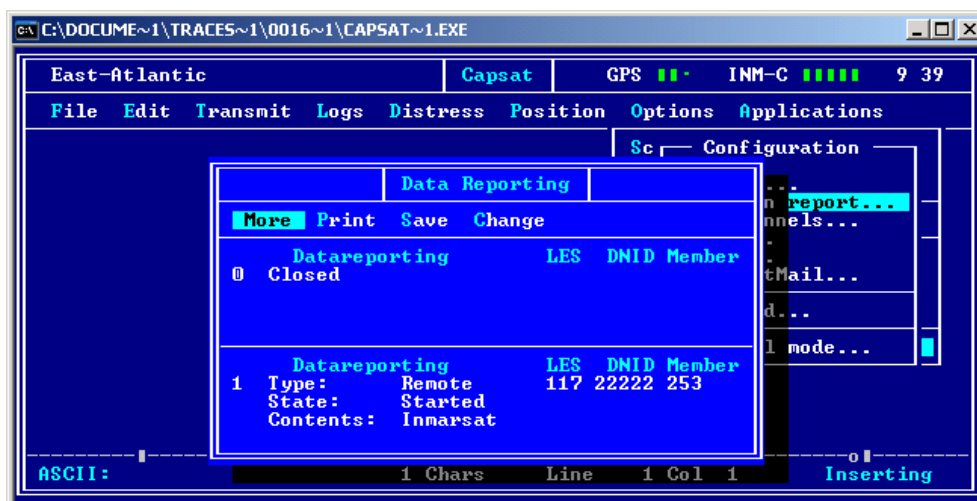 C:\DOCUME~1\TRACES~1\0016~1\CAPSAT~1.EXE
East-Atlantic Capsat GPS INM-C 9 39
File Edit Transmit Logs Distress Position Options Applications
Sc Configuration
Data Reporting ...
n report...
More Print Save Change nnels...
Datareporting LES DNID Member .
0 Closed tMail...
d...
l mode...
Datareporting LES DNID Member
1 Type: Remote 117 22222 253
State: Started
Contents: Inmarsat
ASCII: 1 Chars Line 1 Col 1 Inserting